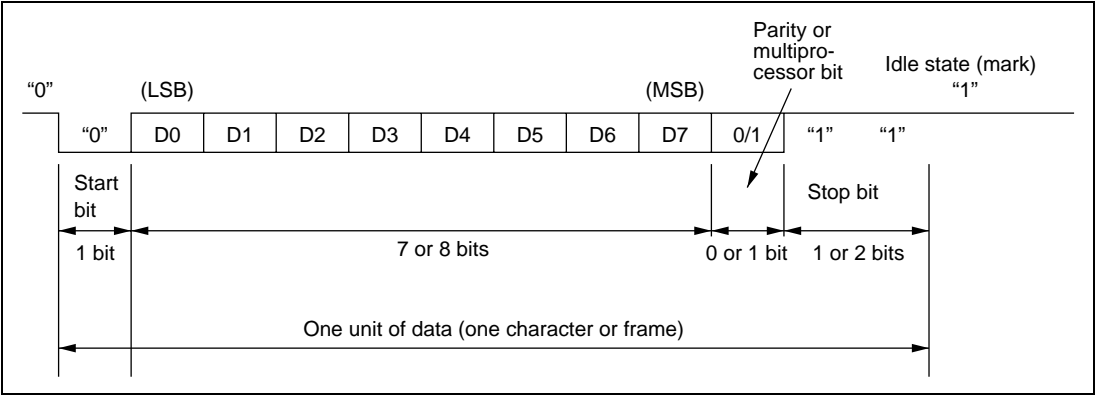 Parity or
multipro-
cessor bit
Idle state (mark)
“1”
“0”
(LSB)
(MSB)
“0”
D0
D1
D2
D3
D4
D5
D6
D7
0/1
“1”
“1”
Start
bit
Stop bit
1 bit
7 or 8 bits
0 or 1 bit
1 or 2 bits
One unit of data (one character or frame)